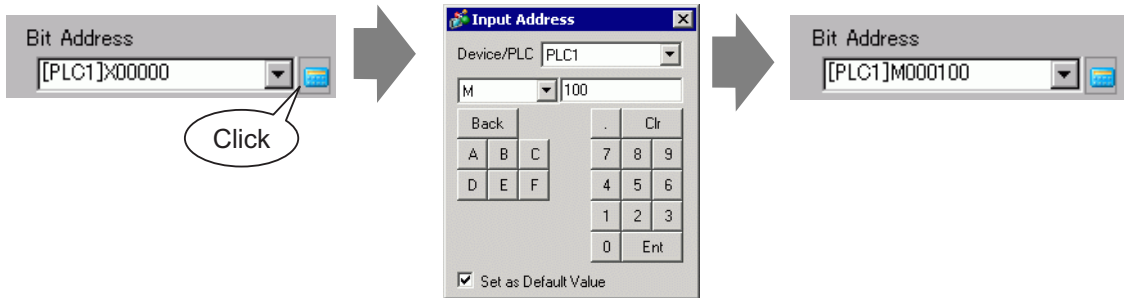 Bit Address
[PLC1]X00000
Click
Input Address
Device/PLC PLC1
M 100
Back . Clr
A B C 7 8 9
D E F 4 5 6
1 2 3
0 Ent
Set as Default Value
Bit Address
[PLC1]M000100